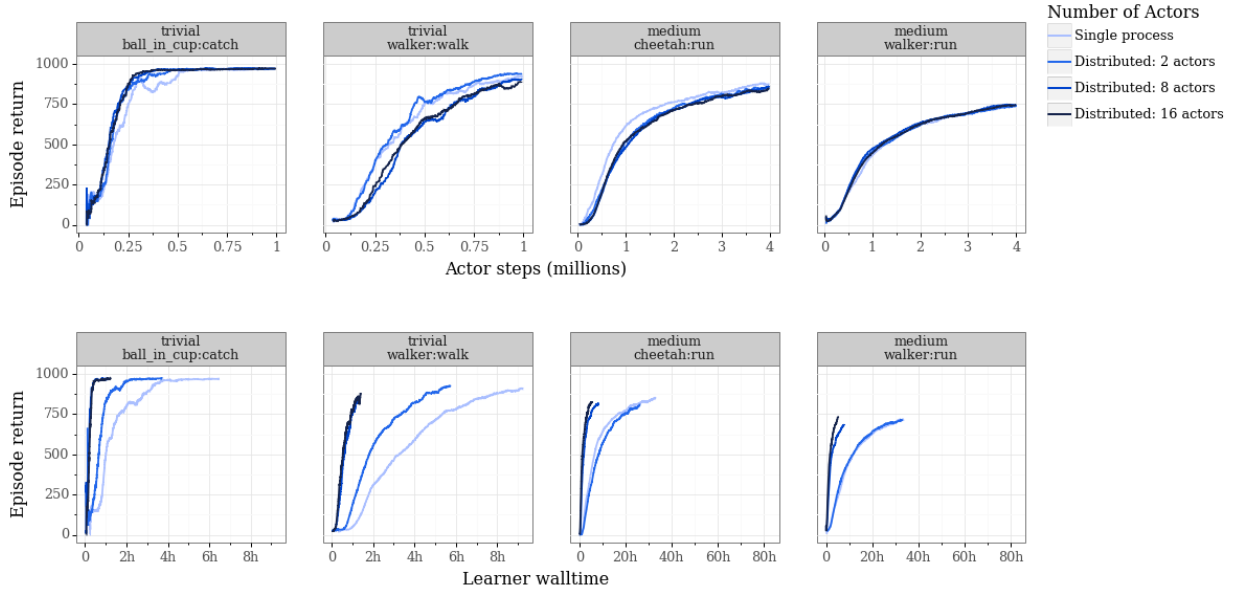 trivial
ball_in_cup:catch
trivial
walker:walk
medium
cheetah:run
medium
walker:run
Number of Actors
Single process
Distributed: 2 actors
Distributed: 8 actors
Distributed: 16 actors
Episode return
1000
750
500
250
0
0 0.25 0.5 0.75 1
0.25 0.5 0.75 1
0 1 2 3 4
0 1 2 3 4
Actor steps (millions)
trivial
ball_in_cup:catch
trivial
walker:walk
medium
cheetah:run
medium
walker:run
Episode return
1000
750
500
250
0
0 2h 4h 6h 8h
0 2h 4h 6h 8h
0 20h 40h 60h 80h
0 20h 40h 60h 80h
Learner walltime